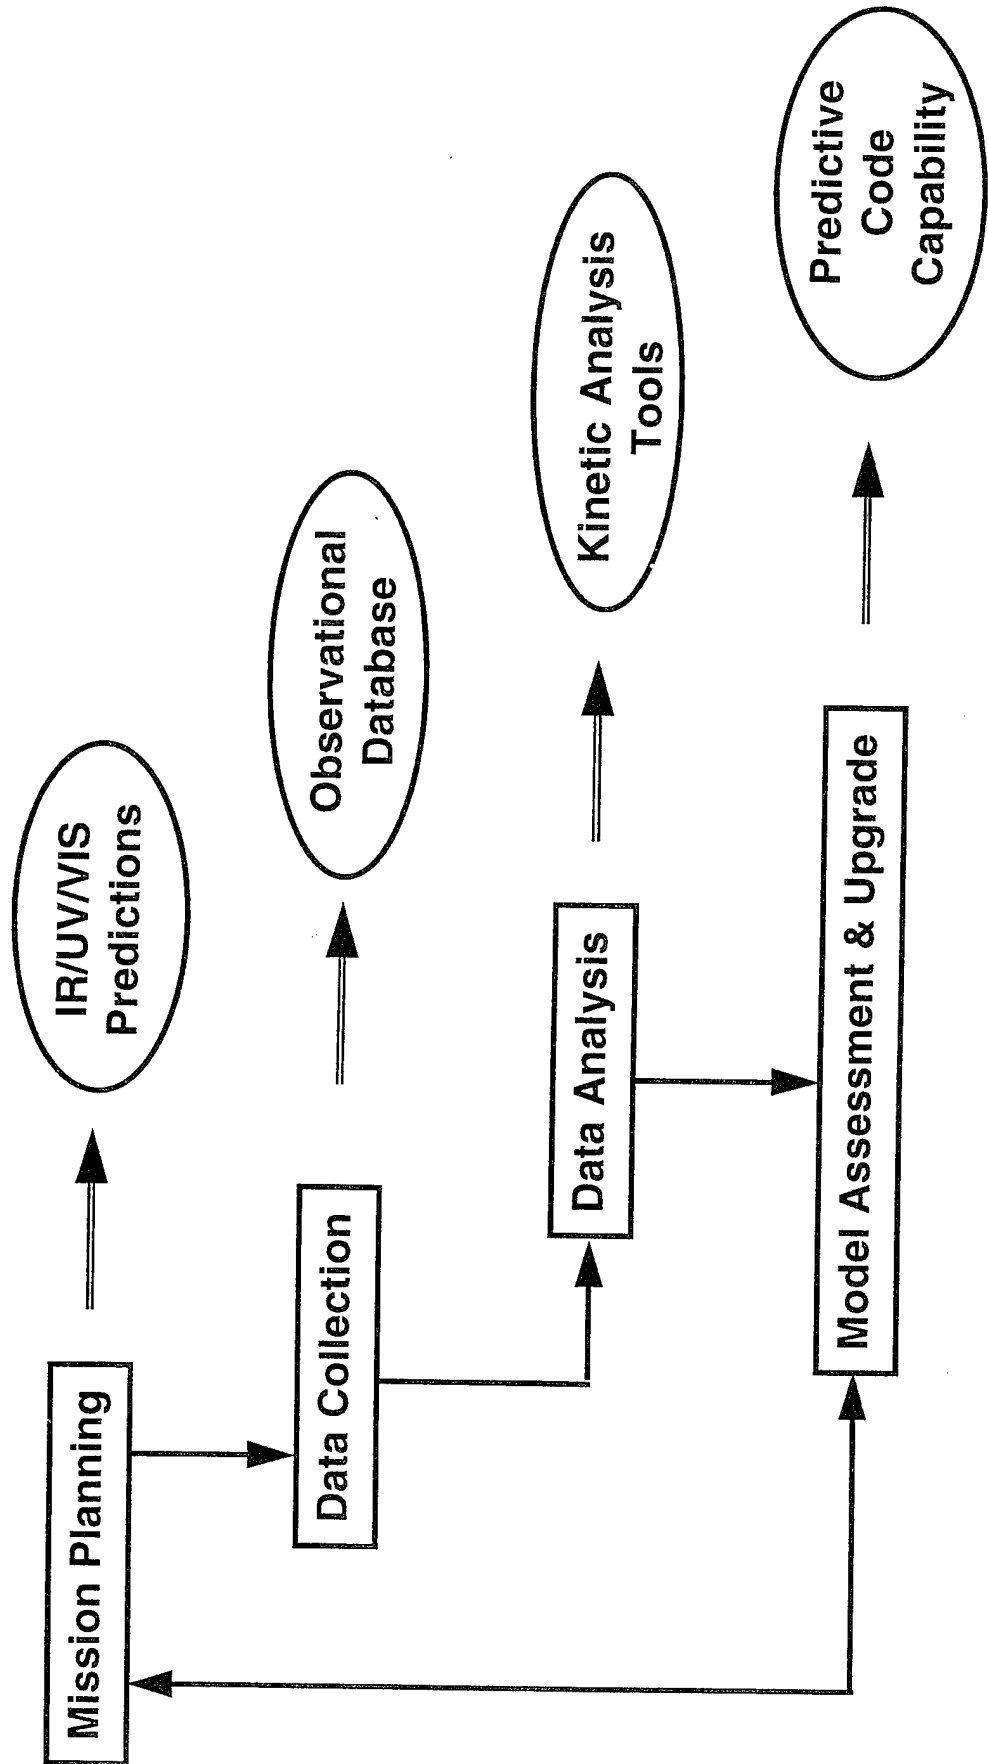 Mission Planning
IR/UV/VIS
Predictions
Data Collection
Observational
Database
Data Analysis
Kinetic Analysis
Tools
Model Assessment & Upgrade
Predictive
Code
Capability